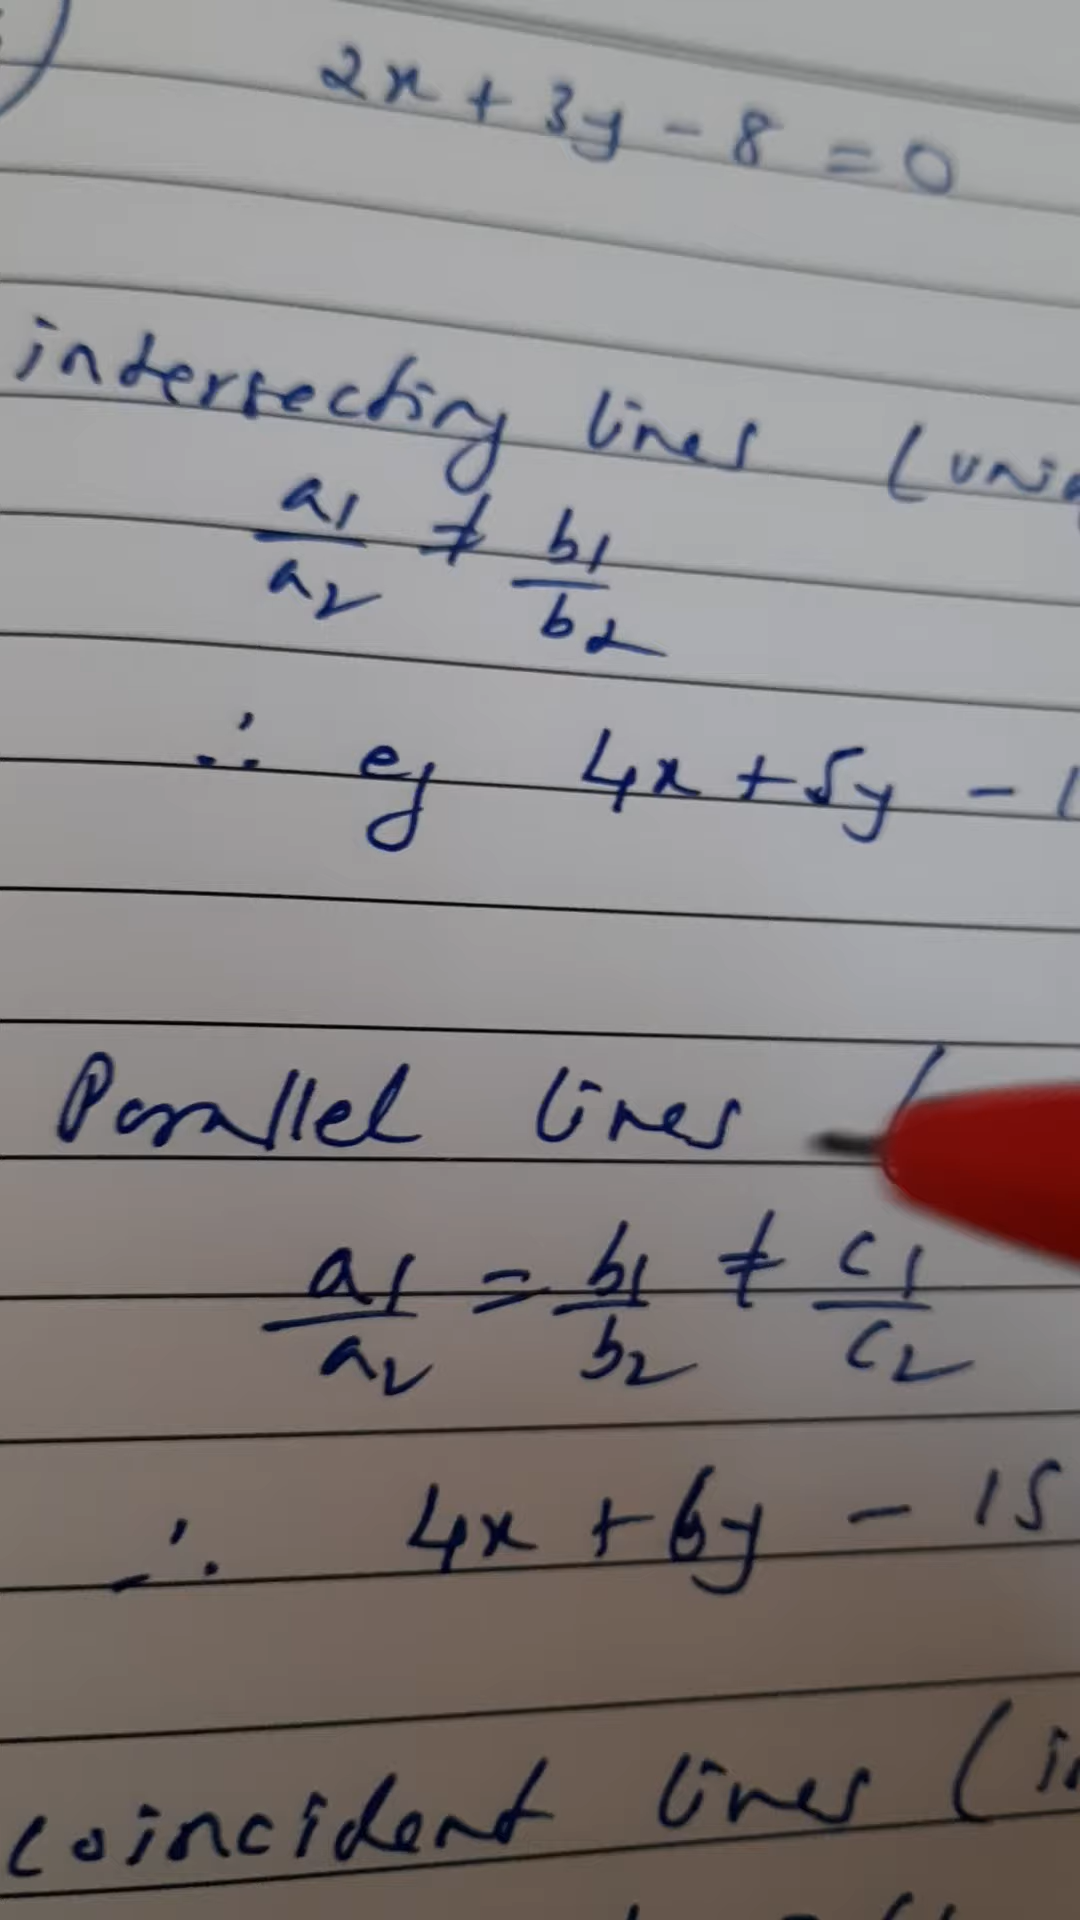 2x + 3y - 8 = 0
intersecting lines (
a1/a2 ≠ b1/b2
∴ eg 4x + 5y - 1
Parallel lines (
a1/a2 = b1/b2 ≠ c1/c2
∴ 4x + 6y - 15
coincident lines (